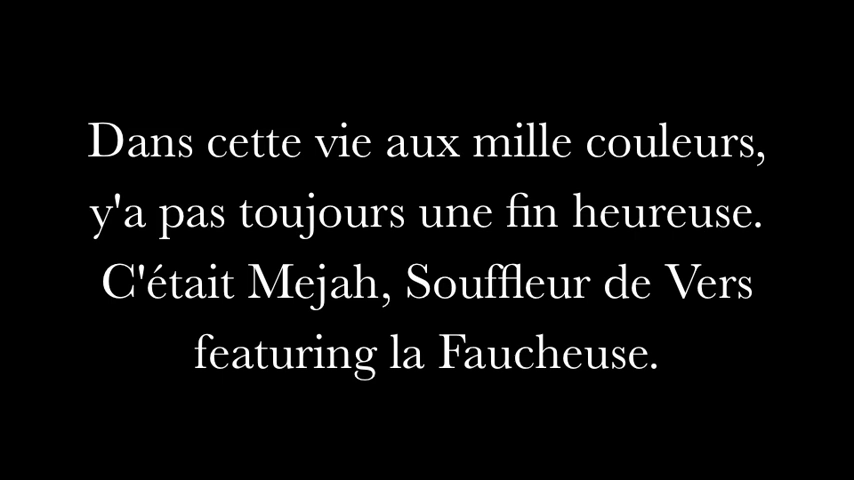 Dans cette vie aux mille couleurs,
y'a pas toujours une fin heureuse.
C'était Mejah, Souffleur de Vers
featuring la Faucheuse.